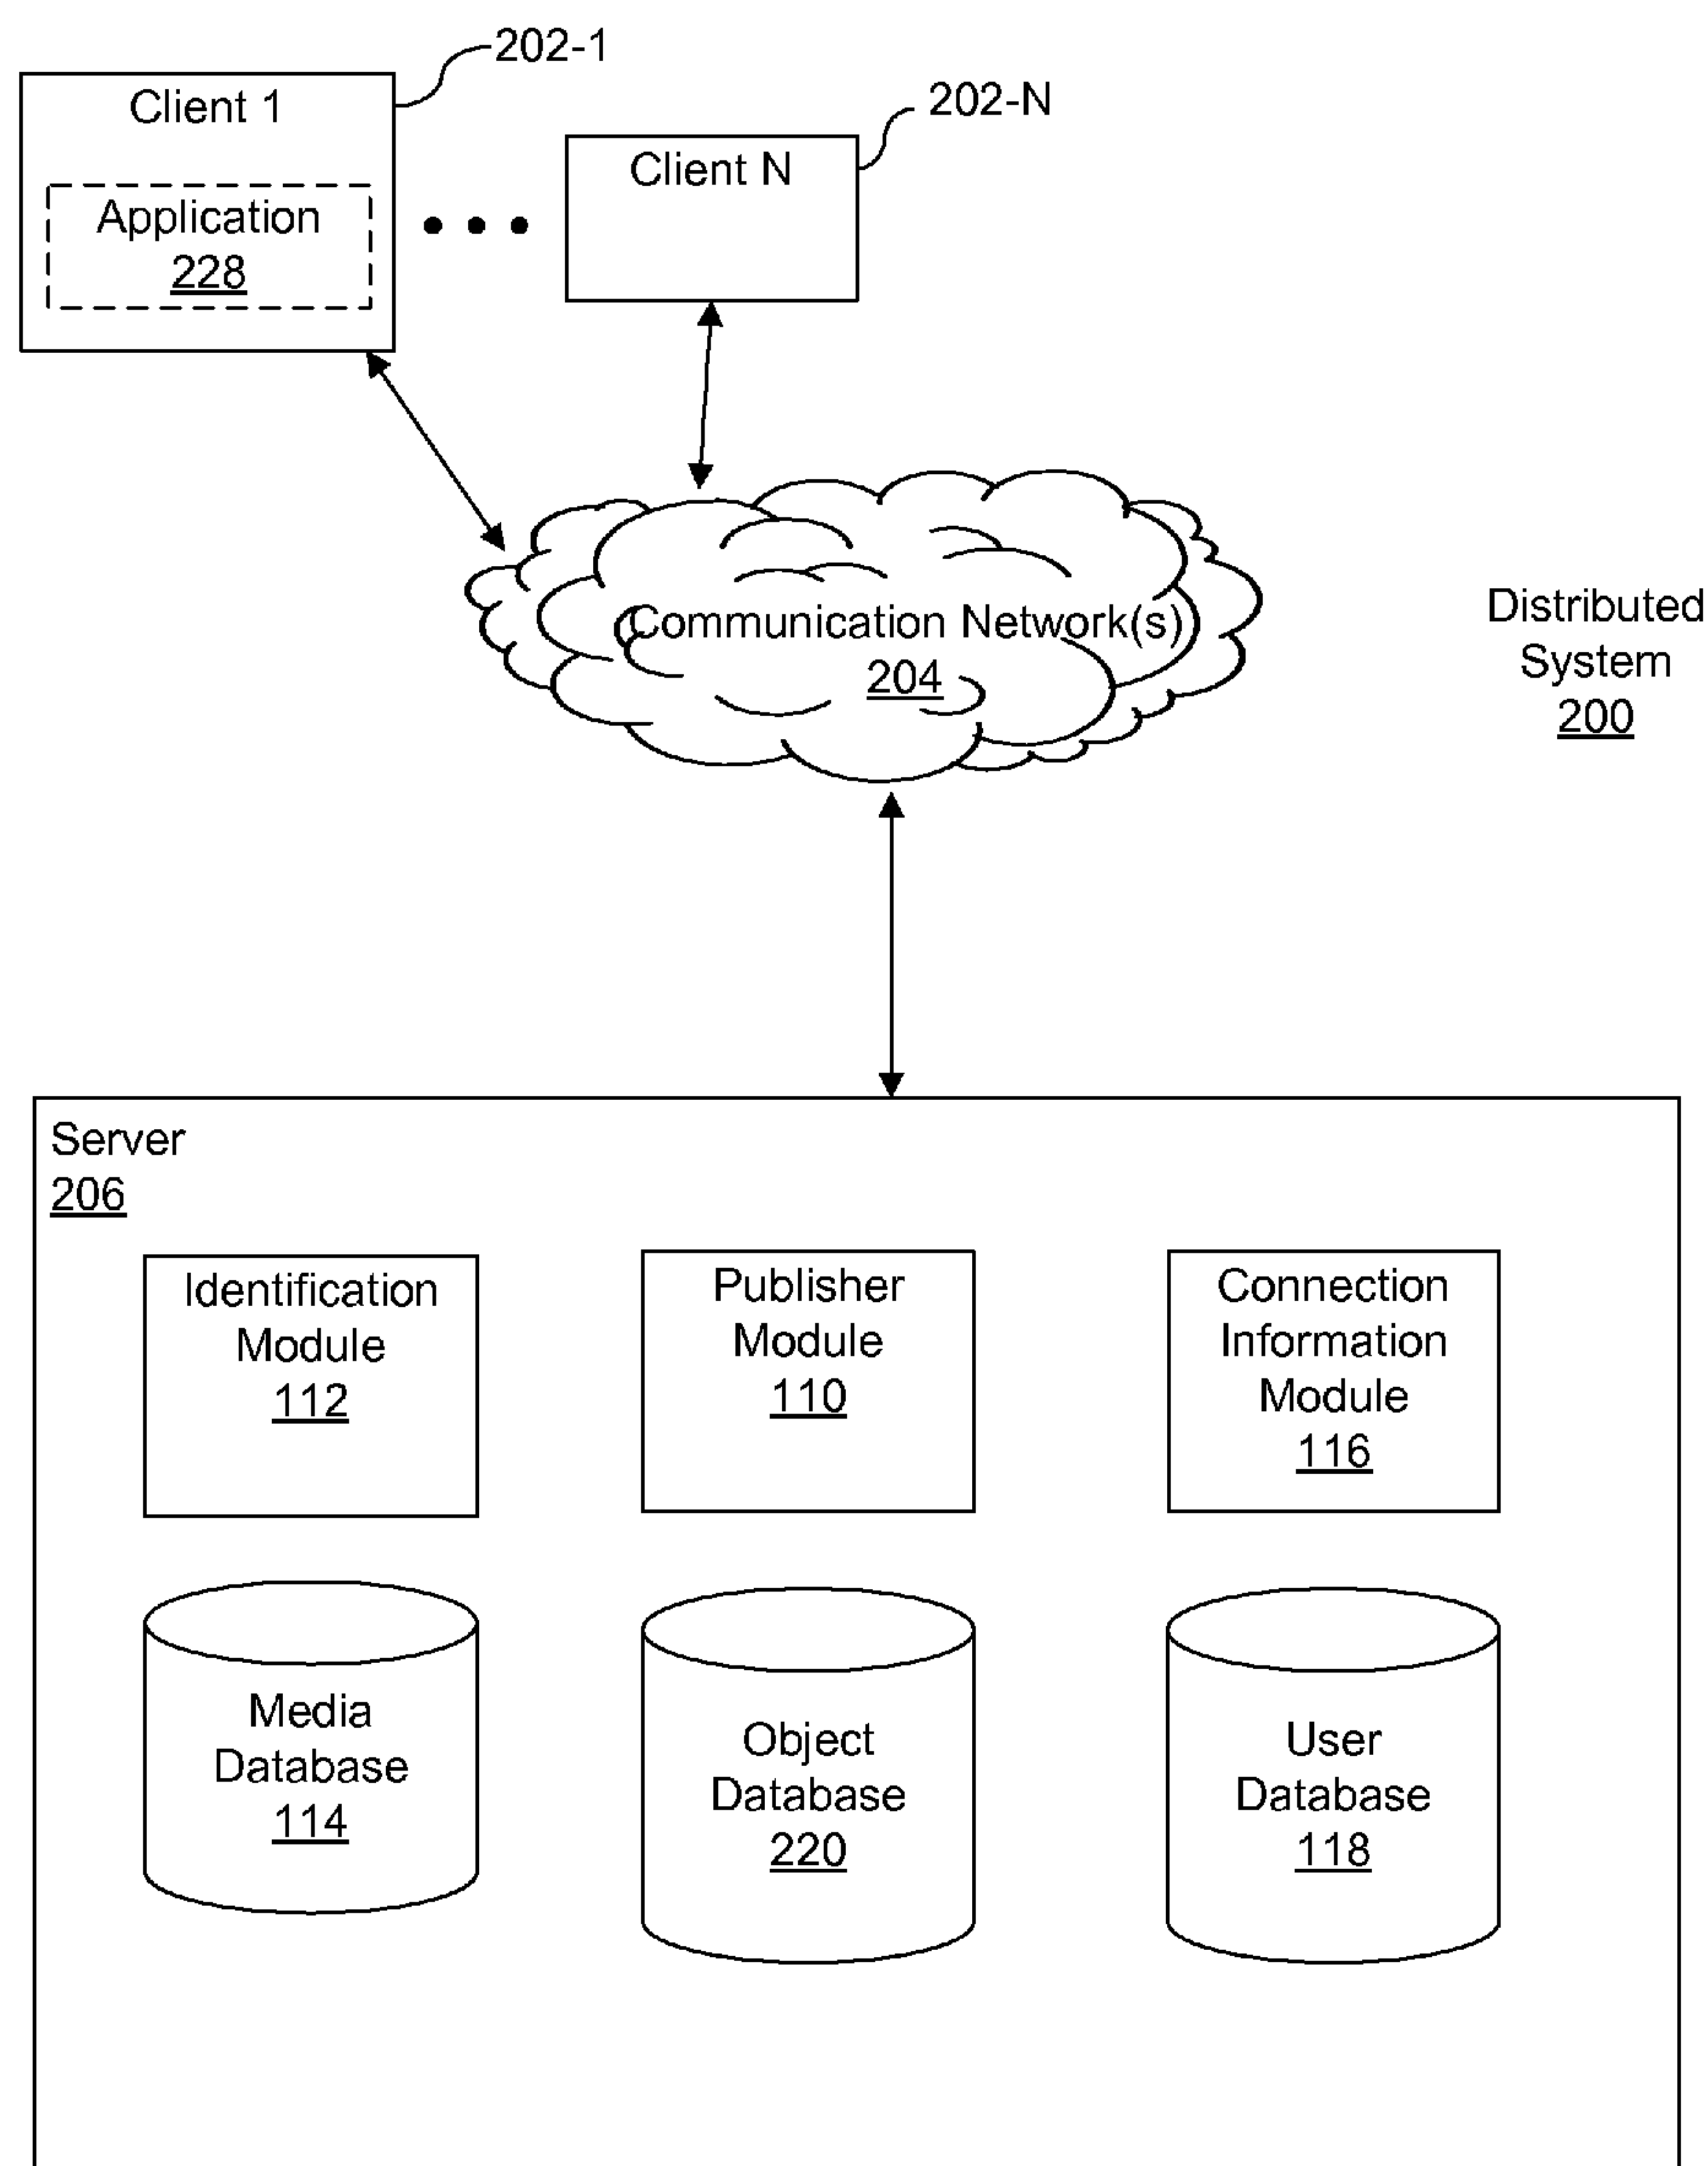 202-1
Client 1
202-N
Client N
Application
228
Communication Network(s)
204
Distributed
System
200
Server
206
Identification
Module
112
Publisher
Module
110
Connection
Information
Module
116
Media
Database
114
Object
Database
220
User
Database
118